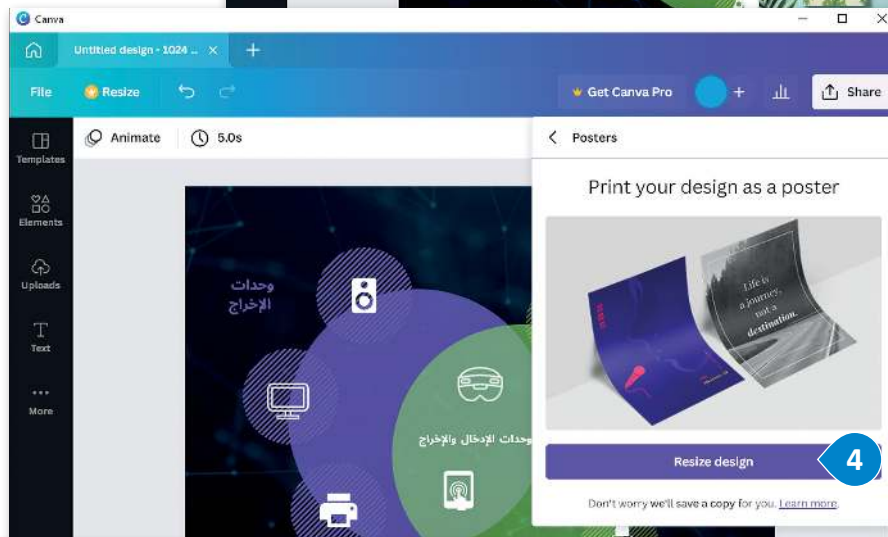 Canva
Untitled design - 1024 ...
File
Resize
Get Canva Pro
Share
Templates
Elements
Uploads
Text
More
Animate
5.0s
Posters
Print your design as a poster
Life is
a journey,
not a
destination.
Resize design
4
Don't worry we'll save a copy for you. Learn more.
وحدات
الإخراج
وحدات الإدخال والإخراج